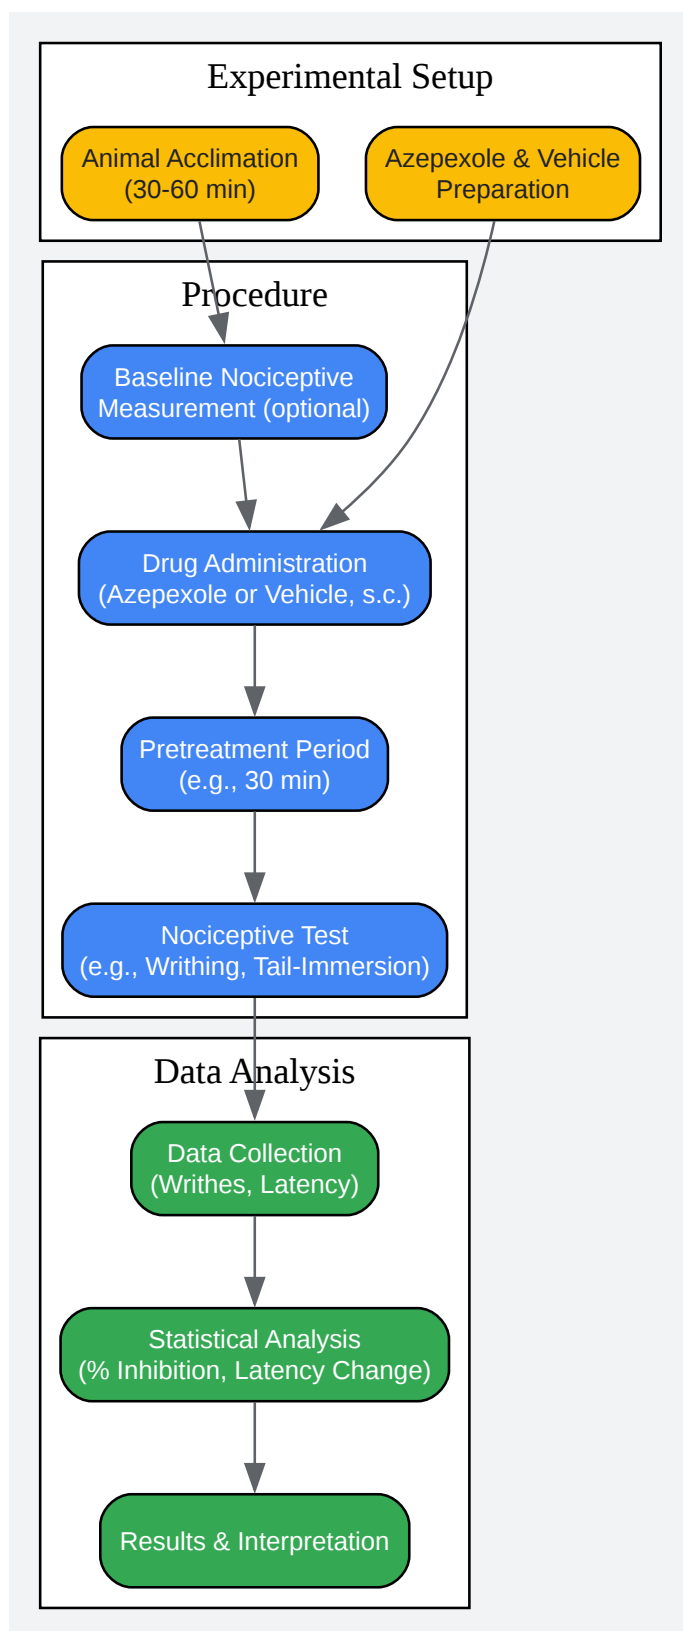 Experimental Setup
Animal Acclimation
(30-60 min)
Azepexole & Vehicle
Preparation
Procedure
Baseline Nociceptive
Measurement (optional)
Drug Administration
(Azepexole or Vehicle, s.c.)
Pretreatment Period
(e.g., 30 min)
Nociceptive Test
(e.g., Writhing, Tail-Immersion)
Data Analysis
Data Collection
(Writhes, Latency)
Statistical Analysis
(% Inhibition, Latency Change)
Results & Interpretation